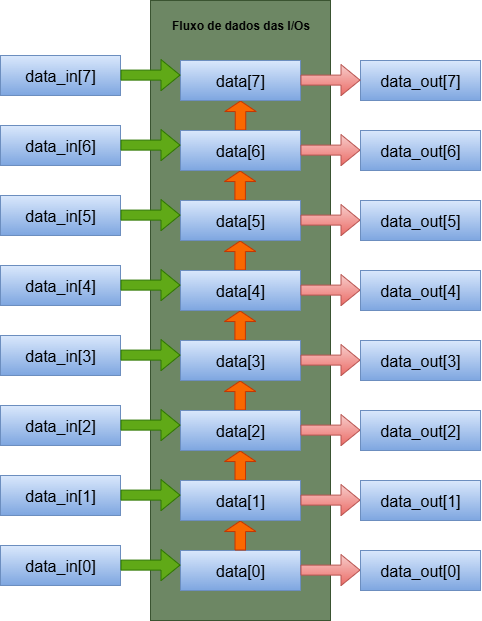 Fluxo de dados das I/Os
data_in[7]
data[7]
data_out[7]
data_in[6]
data[6]
data_out[6]
data_in[5]
data[5]
data_out[5]
data_in[4]
data[4]
data_out[4]
data_in[3]
data[3]
data_out[3]
data_in[2]
data[2]
data_out[2]
data_in[1]
data[1]
data_out[1]
data_in[0]
data[0]
data_out[0]